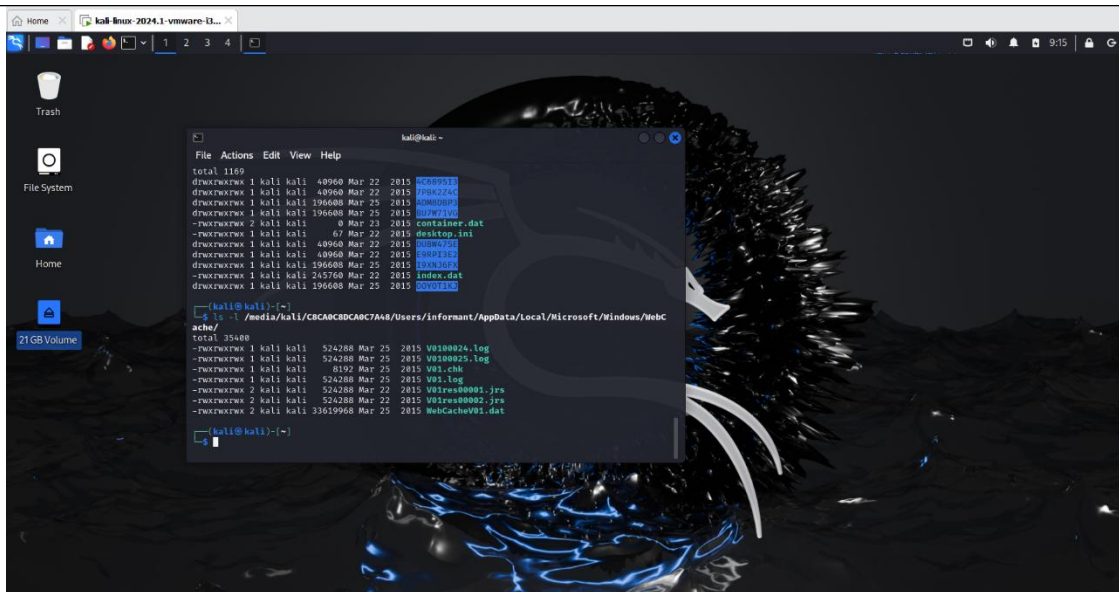 Home
kali-linux-2024.1-vmware-i3...
1 2 3 4
9:15
Trash
File System
Home
21 GB Volume
kali@kali: ~
File Actions Edit View Help
total 1169
drwxrwxrwx 1 kali kali 40960 Mar 22 2015 4C6895I3
drwxrwxrwx 1 kali kali 40960 Mar 22 2015 7PBK2Z4C
drwxrwxrwx 1 kali kali 196608 Mar 25 2015 ADM8DBP3
drwxrwxrwx 1 kali kali 196608 Mar 25 2015
-rwxrwxrwx 2 kali kali 0 Mar 23 2015 container.dat
-rwxrwxrwx 1 kali kali 67 Mar 22 2015 desktop.ini
drwxrwxrwx 1 kali kali 40960 Mar 22 2015
drwxrwxrwx 1 kali kali 40960 Mar 22 2015 E9RPI3E2
drwxrwxrwx 1 kali kali 196608 Mar 25 2015 I9XNJ6FX
-rwxrwxrwx 1 kali kali 245760 Mar 22 2015 index.dat
drwxrwxrwx 1 kali kali 196608 Mar 25 2015
┌──(kali㉿kali)-[~]
└─$ ls -l /media/kali/C8CA0C8DCA0C7A48/Users/informant/AppData/Local/Microsoft/Windows/WebC
ache/
total 35400
-rwxrwxrwx 1 kali kali 524288 Mar 25 2015 V0100024.log
-rwxrwxrwx 1 kali kali 524288 Mar 25 2015 V0100025.log
-rwxrwxrwx 1 kali kali 8192 Mar 25 2015 V01.chk
-rwxrwxrwx 1 kali kali 524288 Mar 25 2015 V01.log
-rwxrwxrwx 2 kali kali 524288 Mar 22 2015 V01res00001.jrs
-rwxrwxrwx 2 kali kali 524288 Mar 22 2015 V01res00002.jrs
-rwxrwxrwx 2 kali kali 33619968 Mar 25 2015 WebCacheV01.dat
┌──(kali㉿kali)-[~]
└─$